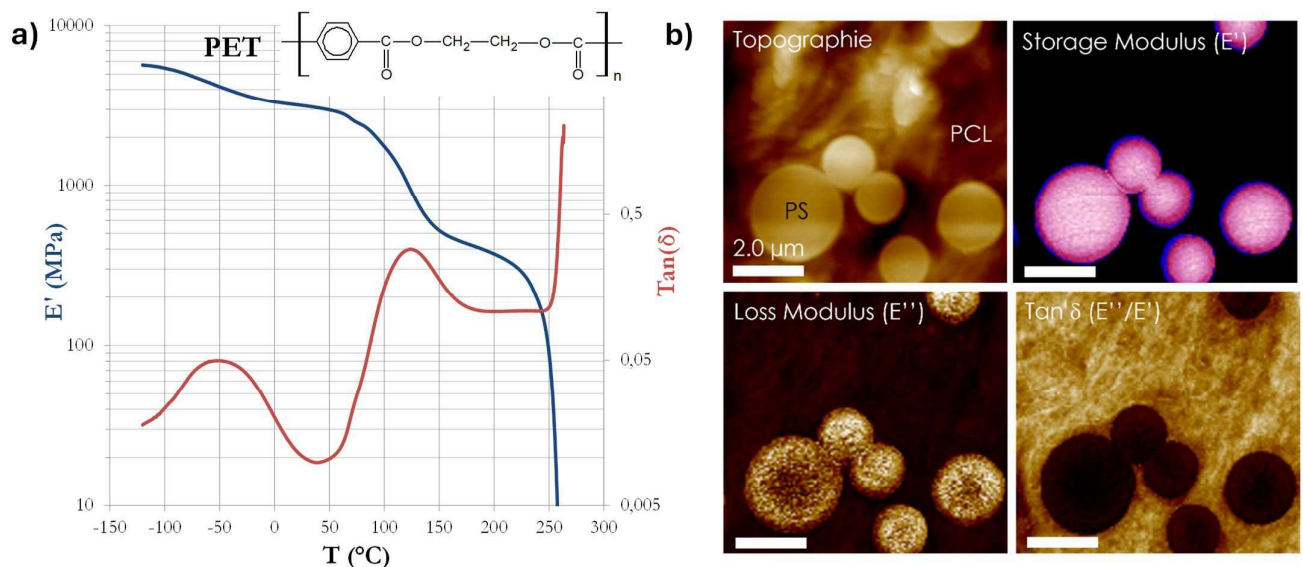 a)
PET
C
O
CH₂
CH₂
O
C
O
O
n
10000
1000
100
10
E' (MPa)
0,5
0,05
0,005
Tan(δ)
-150 -100 -50 0 50 100 150 200 250 300
T (°C)
b)
Topographie
PCL
PS
2.0 µm
Storage Modulus (E')
Loss Modulus (E'')
Tan δ (E''/E')